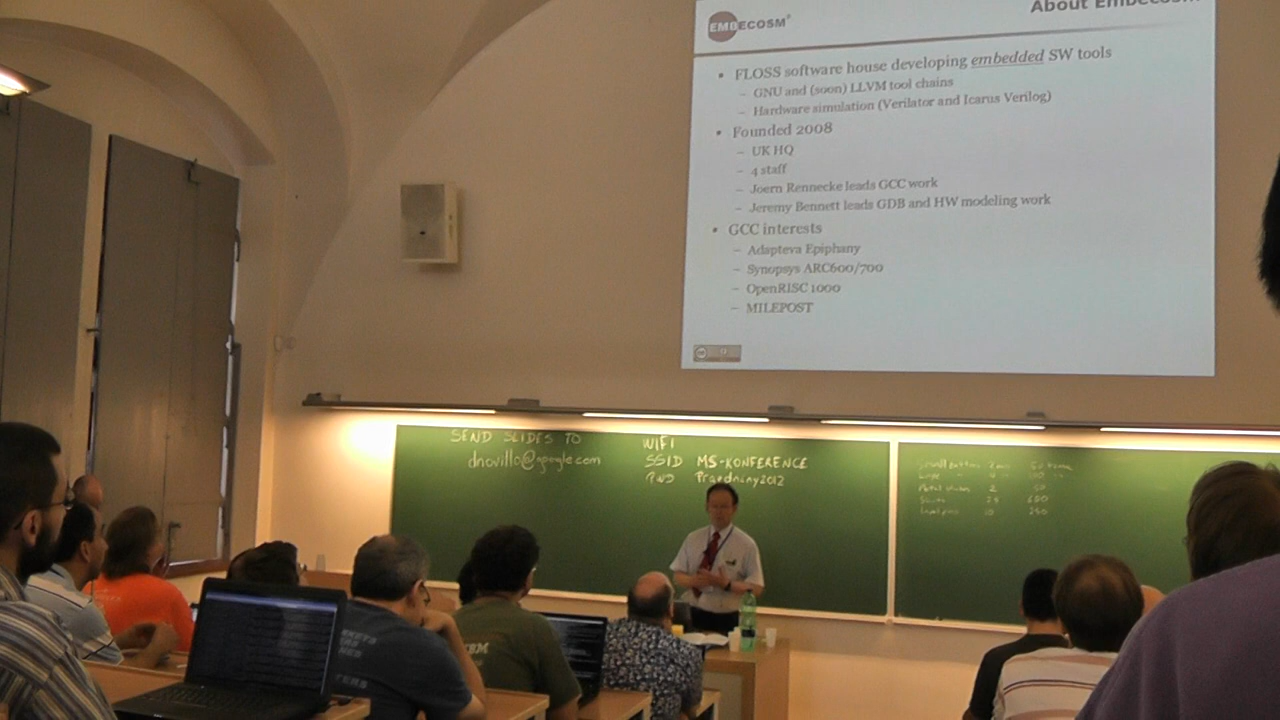 EMBECOSM®
About Embecosm
• FLOSS software house developing embedded SW tools
– GNU and (soon) LLVM tool chains
– Hardware simulation (Verilator and Icarus Verilog)
• Founded 2008
– UK HQ
– 4 staff
– Joern Rennecke leads GCC work
– Jeremy Bennett leads GDB and HW modeling work
• GCC interests
– Adapteva Epiphany
– Synopsys ARC600/700
– OpenRISC 1000
– MILEPOST
SEND SLIDES TO
dnovillo@google.com
WIFI
SSID MS-KONFERENCE
PWD Prazdniny2012
IBM